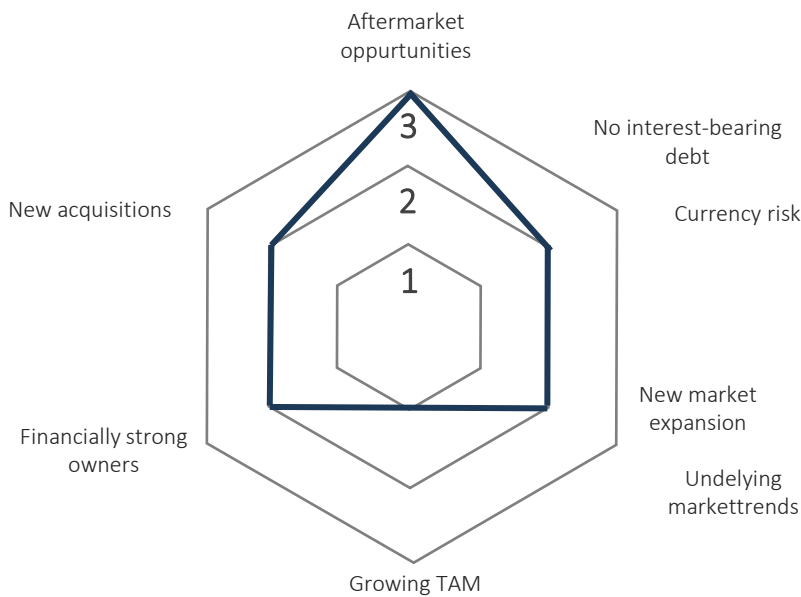 Aftermarket
oppurtunities
3
No interest-bearing
debt
2
New acquisitions
Currency risk
1
New market
expansion
Financially strong
owners
Undelying
markettrends
Growing TAM